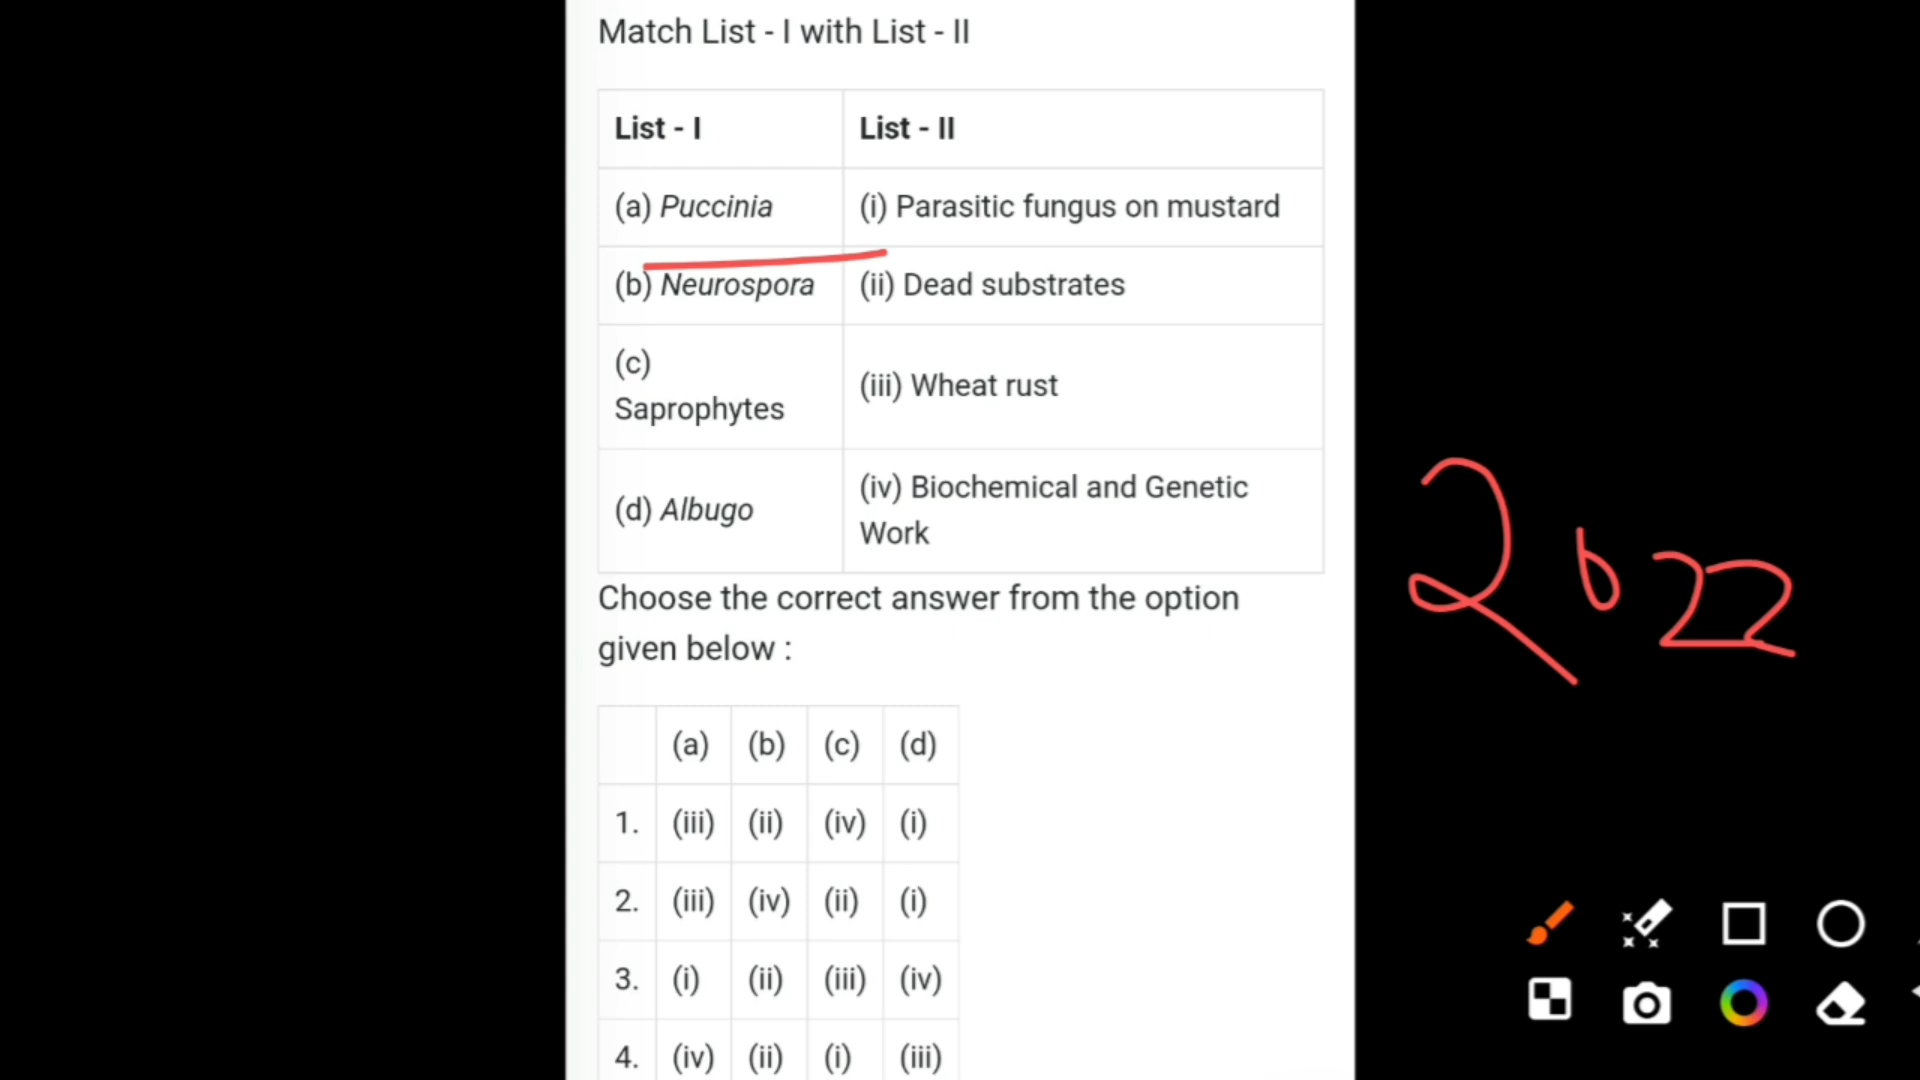 Match List - I with List - II
List - I List - II
(a) Puccinia (i) Parasitic fungus on mustard
(b) Neurospora (ii) Dead substrates
(c)
Saprophytes (iii) Wheat rust
(d) Albugo (iv) Biochemical and Genetic
Work
Choose the correct answer from the option
given below :
(a) (b) (c) (d)
1. (iii) (ii) (iv) (i)
2. (iii) (iv) (ii) (i)
3. (i) (ii) (iii) (iv)
4. (iv) (ii) (i) (iii)
2022